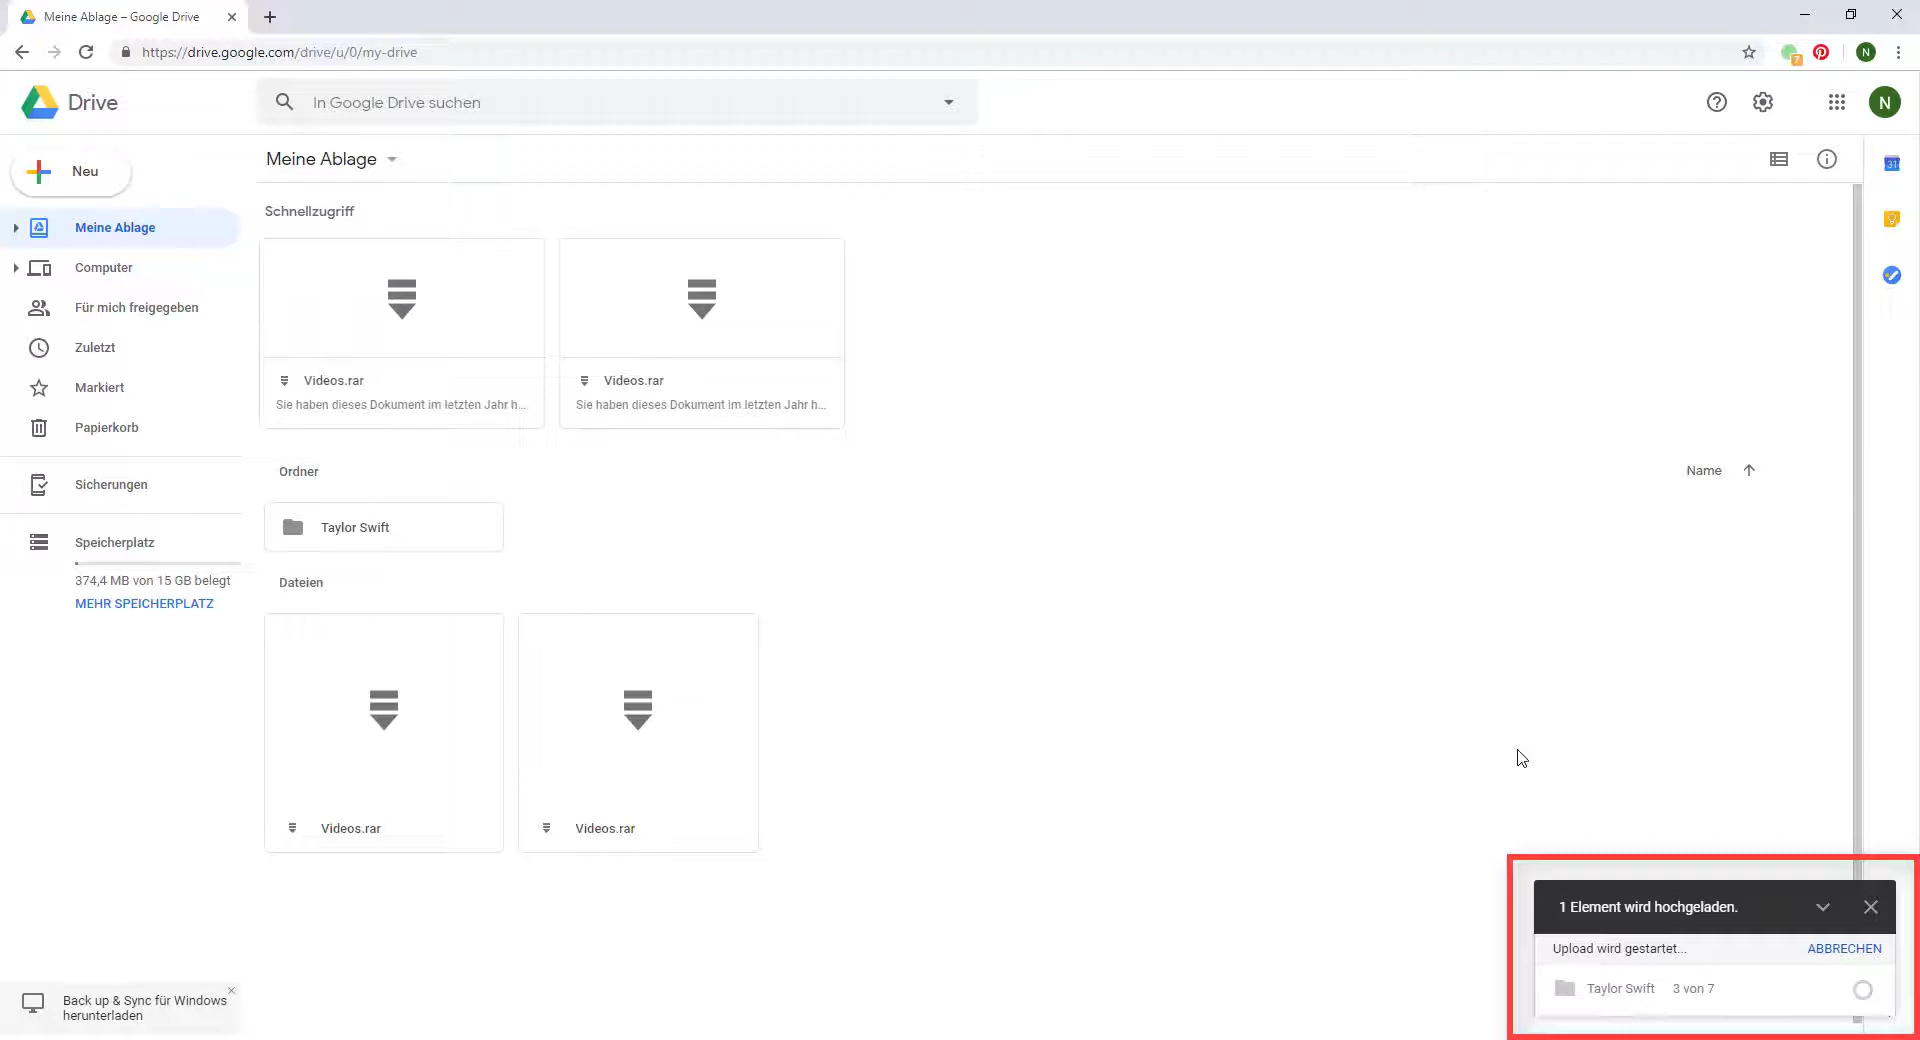 Meine Ablage – Google Drive
https://drive.google.com/drive/u/0/my-drive
7
N
Drive
In Google Drive suchen
N
Neu
Meine Ablage
31
Schnellzugriff
Meine Ablage
Computer
Für mich freigegeben
Zuletzt
Markiert
Papierkorb
Sicherungen
Speicherplatz
374,4 MB von 15 GB belegt
MEHR SPEICHERPLATZ
Videos.rar
Sie haben dieses Dokument im letzten Jahr h...
Videos.rar
Sie haben dieses Dokument im letzten Jahr h...
Ordner
Name
Taylor Swift
Dateien
Videos.rar
Videos.rar
Back up & Sync für Windows
herunterladen
1 Element wird hochgeladen.
Upload wird gestartet...
ABBRECHEN
Taylor Swift
3 von 7